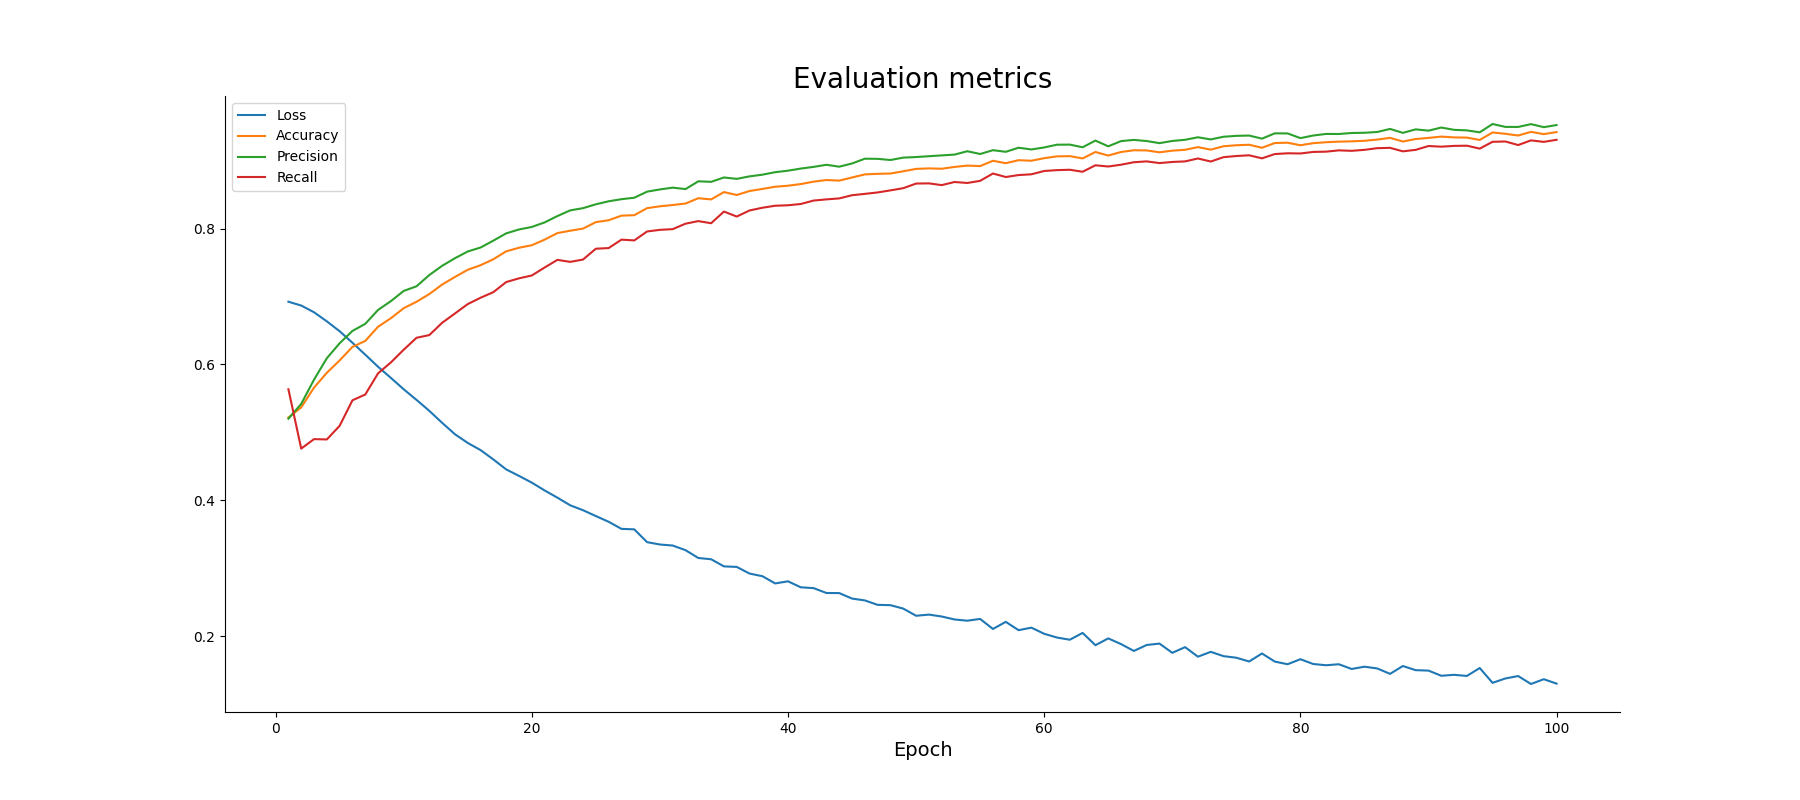 Evaluation metrics
Loss
Accuracy
Precision
Recall
0.8
0.6
0.4
0.2
0 20 40 60 80 100
Epoch